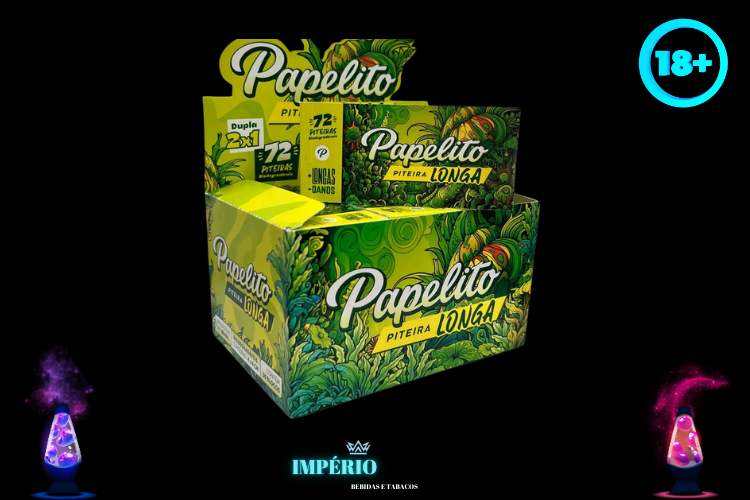 18+
Papelito
PIT
Dupla
2x1
72
PITEIRAS
Biodegradáveis
72
PITEIRAS
Biodegradáveis
P
+LONGAS
-DANOS
Papelito
PITEIRA LONGA
Papelito
PITEIRA LONGA
Papelito
PITEIRA LONGA
IMPÉRIO
BEBIDAS E TABACOS